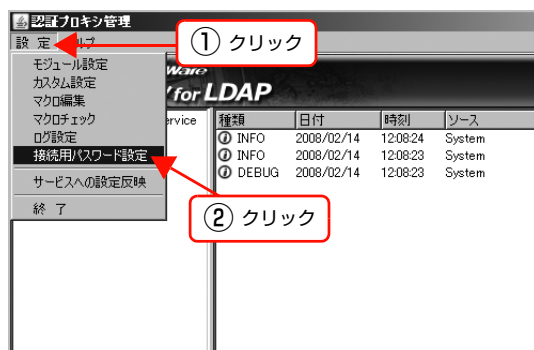 認証プロキシ管理
設 定
① クリック
モジュール設定
カスタム設定
マクロ編集
マクロチェック
ログ設定
接続用パスワード設定
サービスへの設定反映
終 了
② クリック
for LDAP
種類 日付 時刻 ソース
INFO 2008/02/14 12:08:24 System
INFO 2008/02/14 12:08:23 System
DEBUG 2008/02/14 12:08:23 System